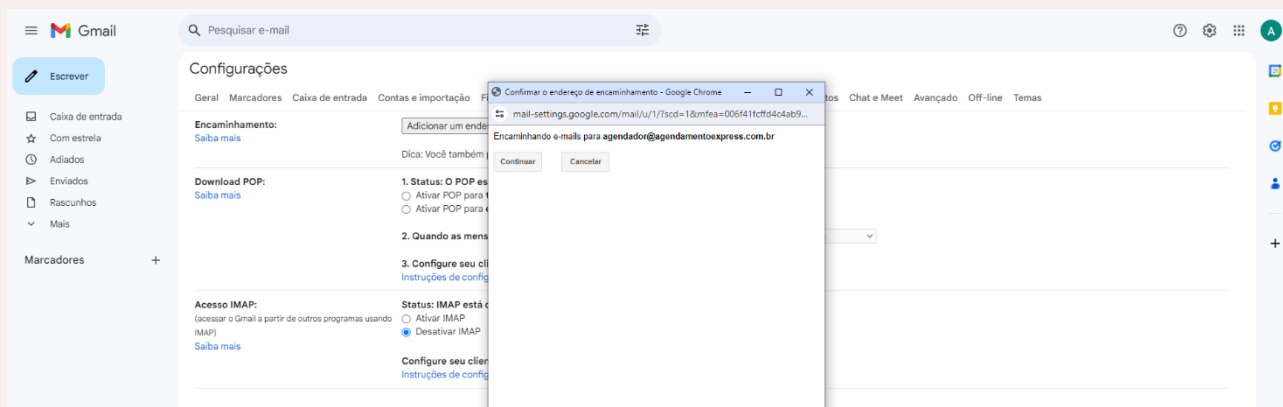 Gmail
Pesquisar e-mail
A
Escrever
Caixa de entrada
Com estrela
Adiados
Enviados
Rascunhos
Mais
Marcadores
Configurações
Geral Marcadores Caixa de entrada Contas e importação Fi
tos Chat e Meet Avançado Off-line Temas
Encaminhamento:
Saiba mais
Adicionar um ende
Dica: Você também p
Download POP:
Saiba mais
1. Status: O POP es
Ativar POP para t
Ativar POP para e
2. Quando as mens
3. Configure seu cli
Instruções de config
Acesso IMAP:
(acessar o Gmail a partir de outros programas usando
IMAP)
Saiba mais
Status: IMAP está d
Ativar IMAP
Desativar IMAP
Configure seu clien
Instruções de config
Confirmar o endereço de encaminhamento - Google Chrome
mail-settings.google.com/mail/u/1/?scd=1&mfea=006f41fcffd4c4ab9...
Encaminhando e-mails para agendador@agendamentoexpress.com.br
Continuar Cancelar